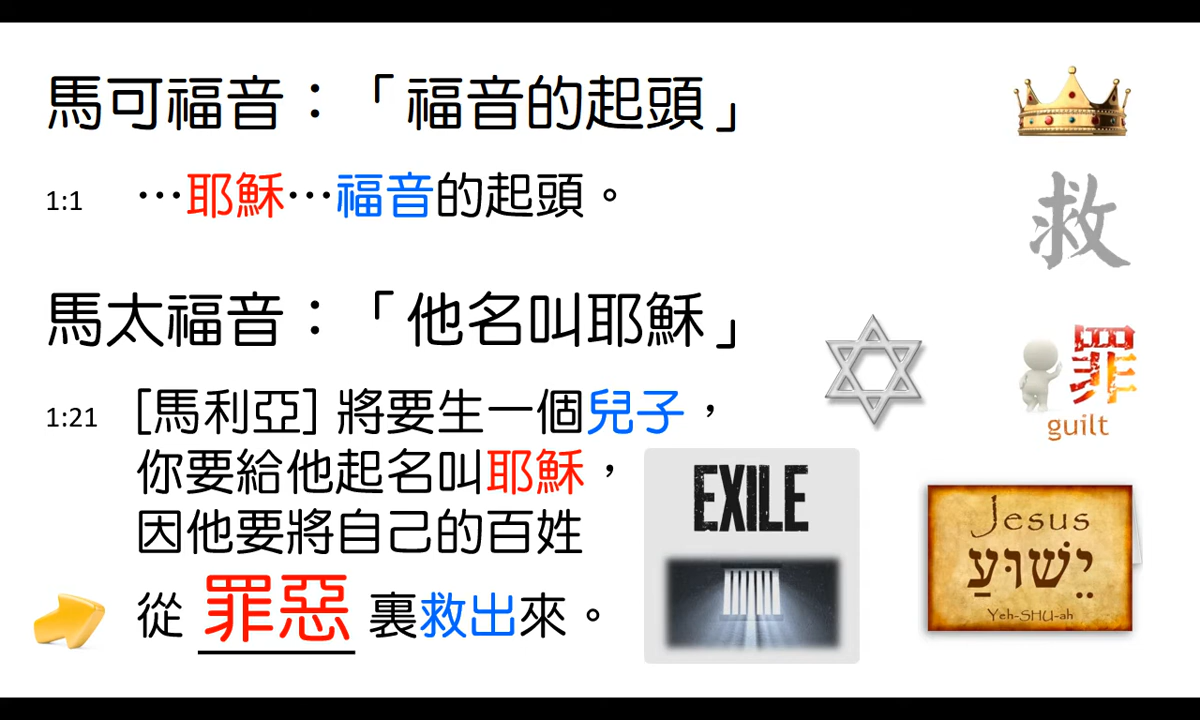 馬可福音：「福音的起頭」
1:1 …耶穌…福音的起頭。
救
馬太福音：「他名叫耶穌」
罪
guilt
1:21 [馬利亞] 將要生一個兒子，
你要給他起名叫耶穌，
因他要將自己的百姓
從 罪惡 裏救出來。
EXILE
Jesus
יֵשׁוּעַ
Yeh-SHU-ah